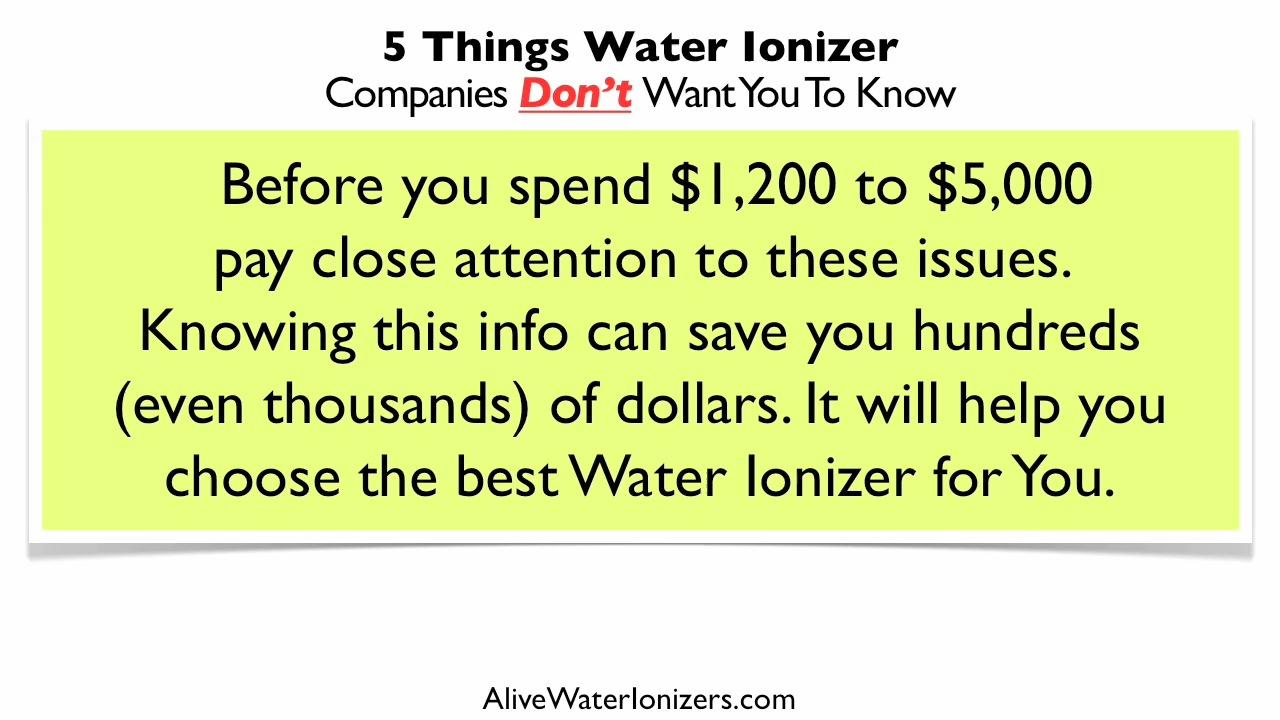 5 Things Water Ionizer
Companies Don't Want You To Know
Before you spend $1,200 to $5,000
pay close attention to these issues.
Knowing this info can save you hundreds
(even thousands) of dollars. It will help you
choose the best Water Ionizer for You.
AliveWaterIonizers.com